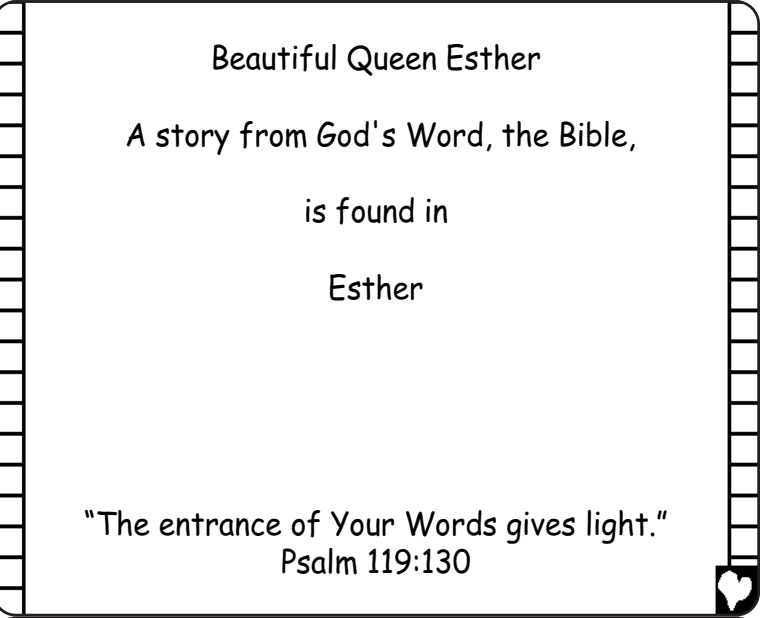 Beautiful Queen Esther
A story from God's Word, the Bible,
is found in
Esther
“The entrance of Your Words gives light.”
Psalm 119:130